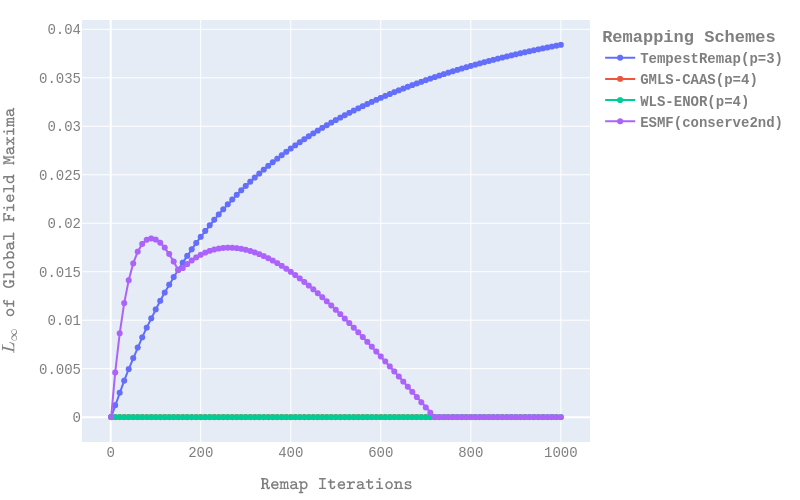 0.04
0.035
0.03
0.025
0.02
0.015
0.01
0.005
0
L∞ of Global Field Maxima
0 200 400 600 800 1000
Remap Iterations
Remapping Schemes
TempestRemap(p=3)
GMLS-CAAS(p=4)
WLS-ENOR(p=4)
ESMF(conserve2nd)